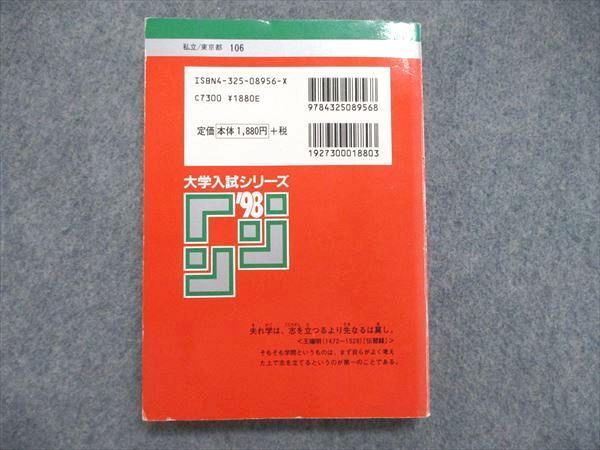 私立/東京都 106
ISBN4-325-08956-X
C7300 ¥1880E
9784325089568
定価 本体1,880円 +税
1927300018803
大学入試シリーズ
'98
夫れ学は、志を立つるより先なるは莫し。
<王陽明(1472−1528)『伝習録』>
そもそも学問というものは、まず自らがよく考え
た上で志を立てるというのが第一のことである。